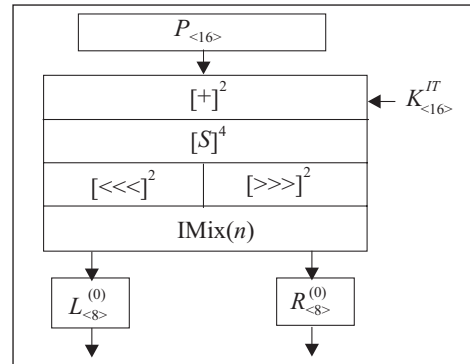 P<16>
[+]²
K<16>^IT
[S]⁴
[<<<]² [>>>]²
IMix(n)
L<8>^(0) R<8>^(0)